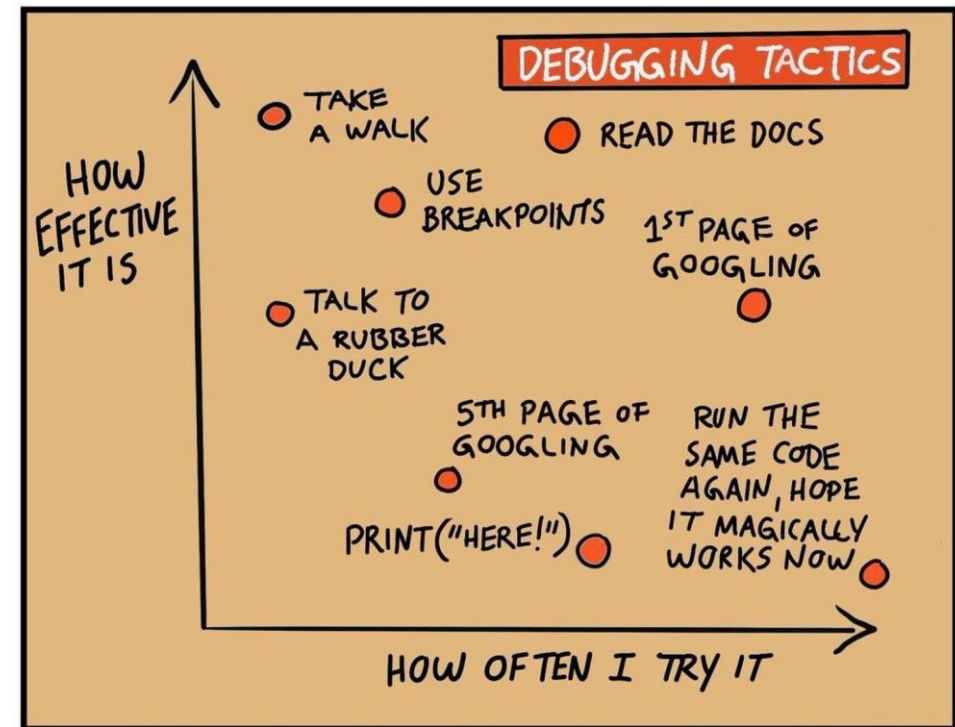 DEBUGGING TACTICS
HOW
EFFECTIVE
IT IS
TAKE
A WALK
READ THE DOCS
USE
BREAKPOINTS
1ST PAGE OF
GOOGLING
TALK TO
A RUBBER
DUCK
5TH PAGE OF
GOOGLING
RUN THE
SAME CODE
AGAIN, HOPE
IT MAGICALLY
WORKS NOW
PRINT("HERE!")
HOW OFTEN I TRY IT